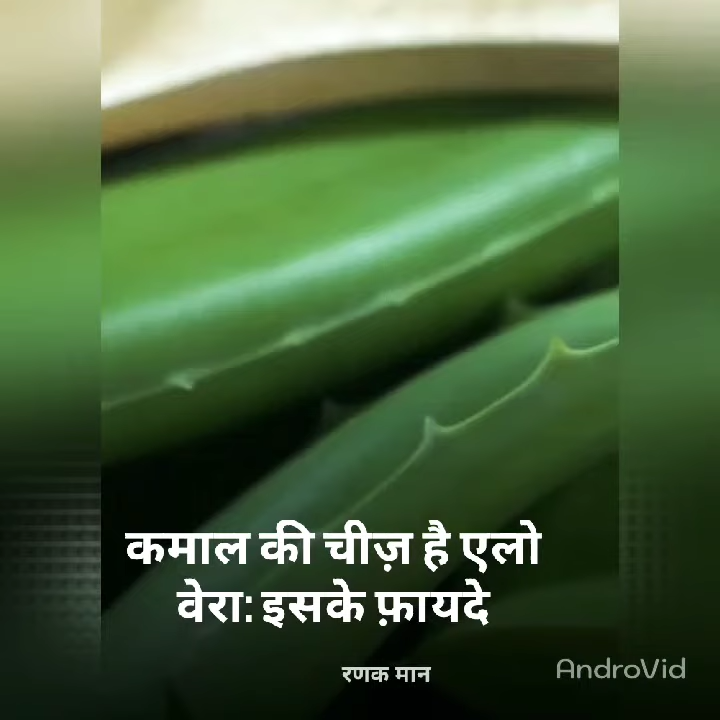 कमाल की चीज़ है एलो
वेरा: इसके फ़ायदे
रणक मान
AndroVid